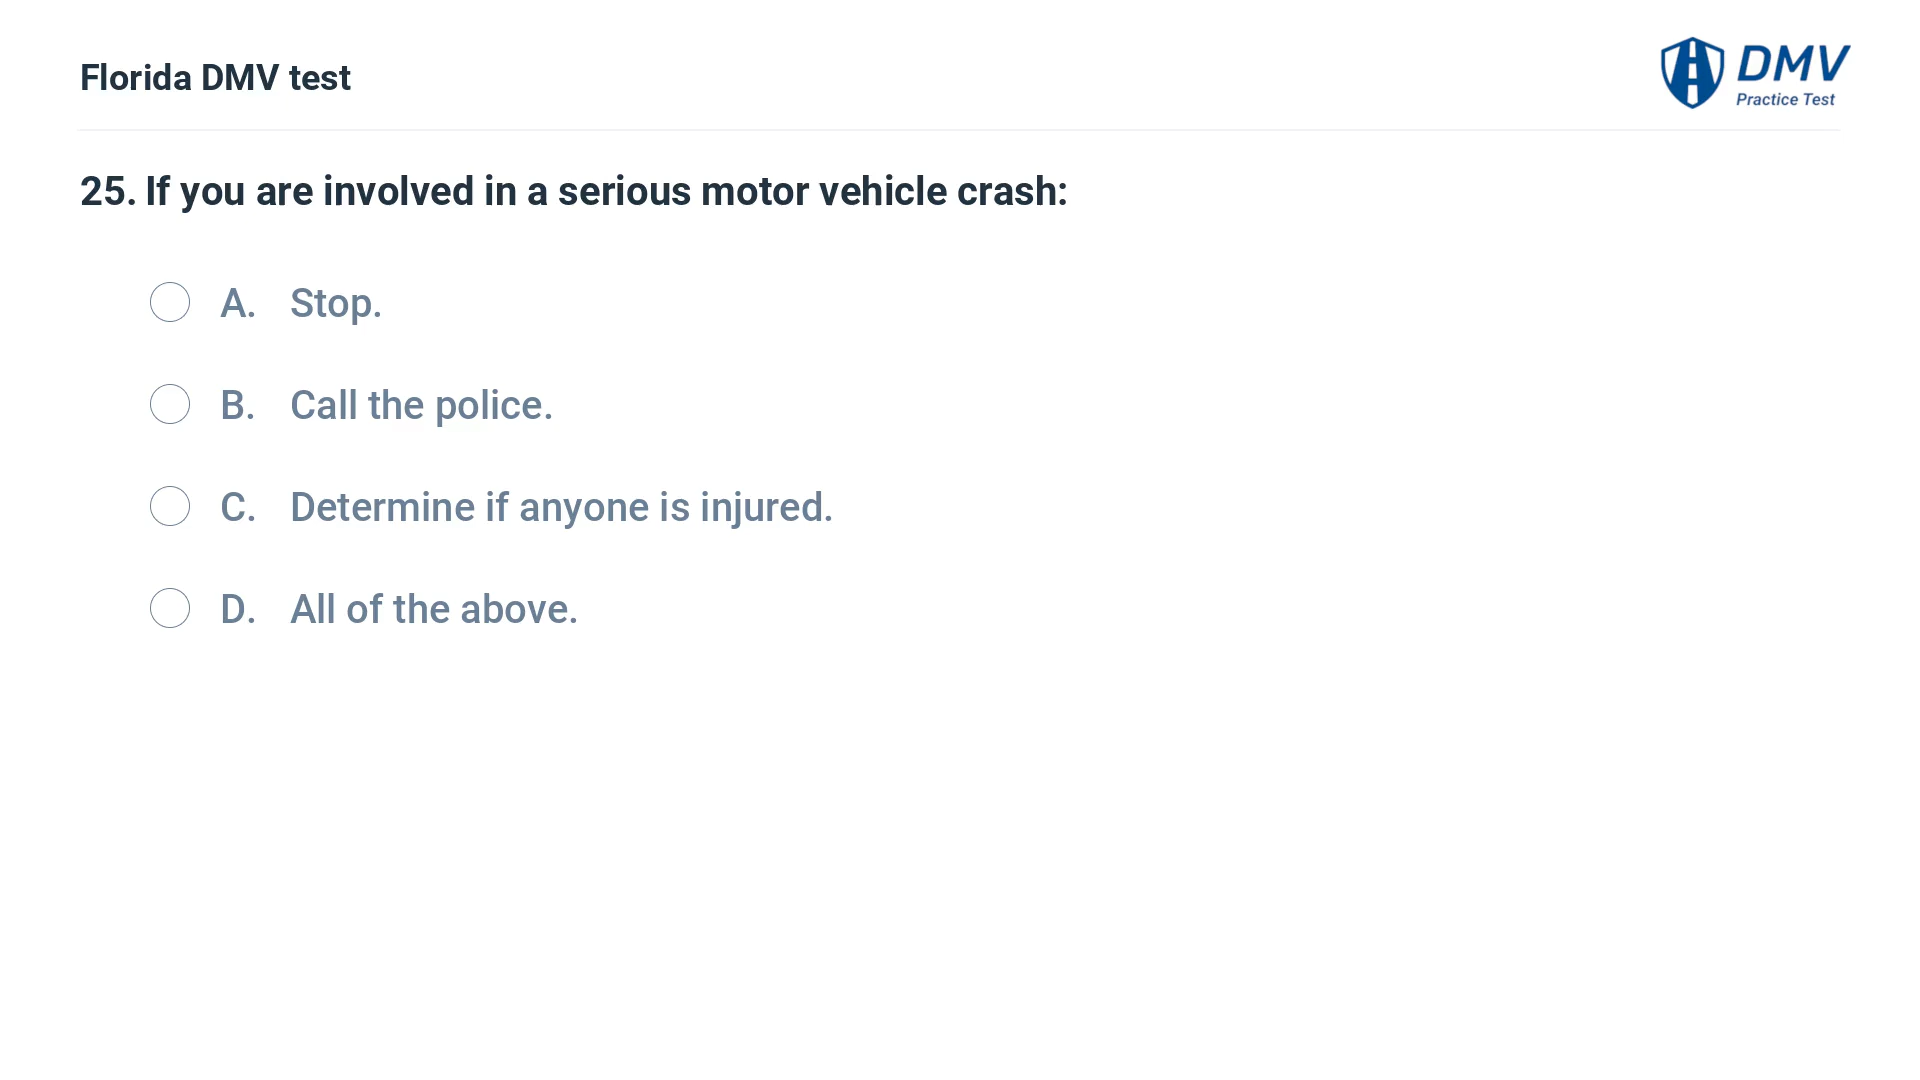 Florida DMV test
DMV
Practice Test
25. If you are involved in a serious motor vehicle crash:
A. Stop.
B. Call the police.
C. Determine if anyone is injured.
D. All of the above.